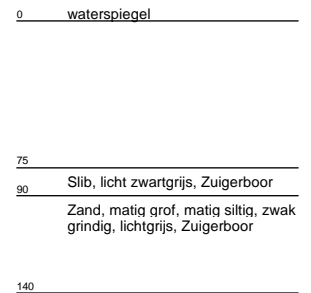 0 waterspiegel
75
Slib, licht zwartgrijs, Zuigerboor
90
Zand, matig grof, matig siltig, zwak
grindig, lichtgrijs, Zuigerboor
140